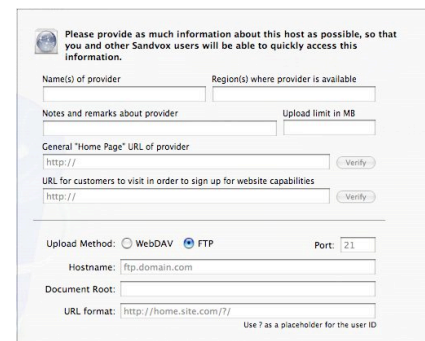 Please provide as much information about this host as possible, so that
you and other Sandvox users will be able to quickly access this
information.
Name(s) of provider Region(s) where provider is available
Notes and remarks about provider Upload limit in MB
General "Home Page" URL of provider
http:// Verify
URL for customers to visit in order to sign up for website capabilities
http:// Verify
Upload Method: WebDAV FTP Port: 21
Hostname: ftp.domain.com
Document Root:
URL format: http://home.site.com/?/
Use ? as a placeholder for the user ID